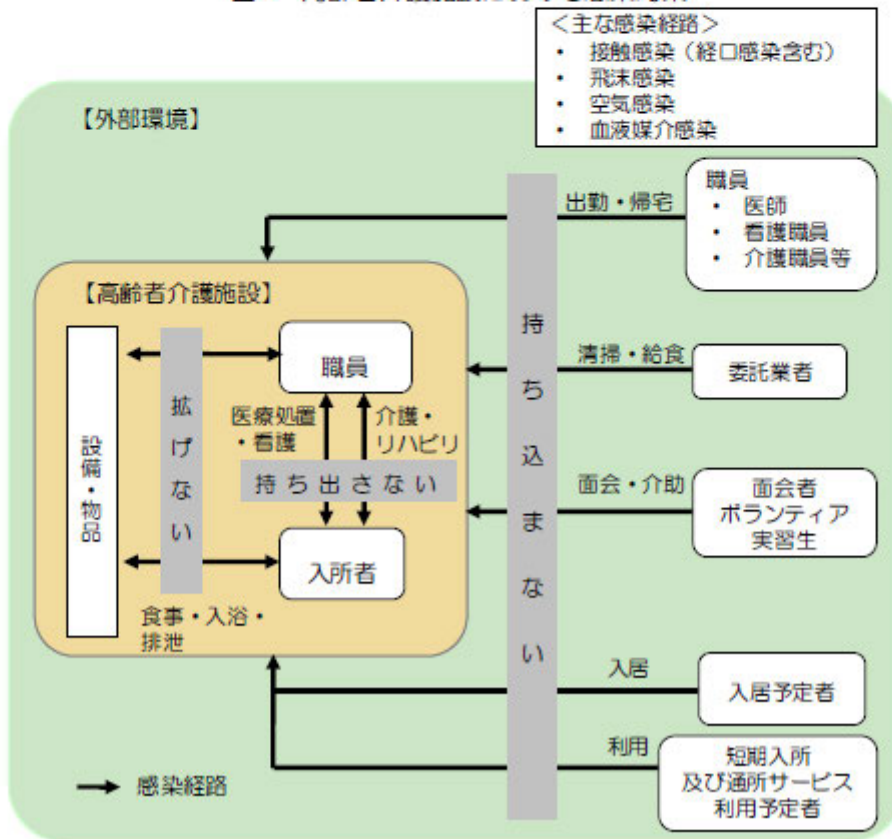 ＜主な感染経路＞
・ 接触感染（経口感染含む）
・ 飛沫感染
・ 空気感染
・ 血液媒介感染
【外部環境】
職員
・ 医師
・ 看護職員
・ 介護職員等
出勤・帰宅
【高齢者介護施設】
職員
医療処置
・看護
介護・
リハビリ
拡げない
設備・物品
持ち出さない
入所者
食事・入浴・
排泄
持ち込まない
清掃・給食
委託業者
面会・介助
面会者
ボランティア
実習生
入居
入居予定者
利用
短期入所
及び通所サービス
利用予定者
感染経路